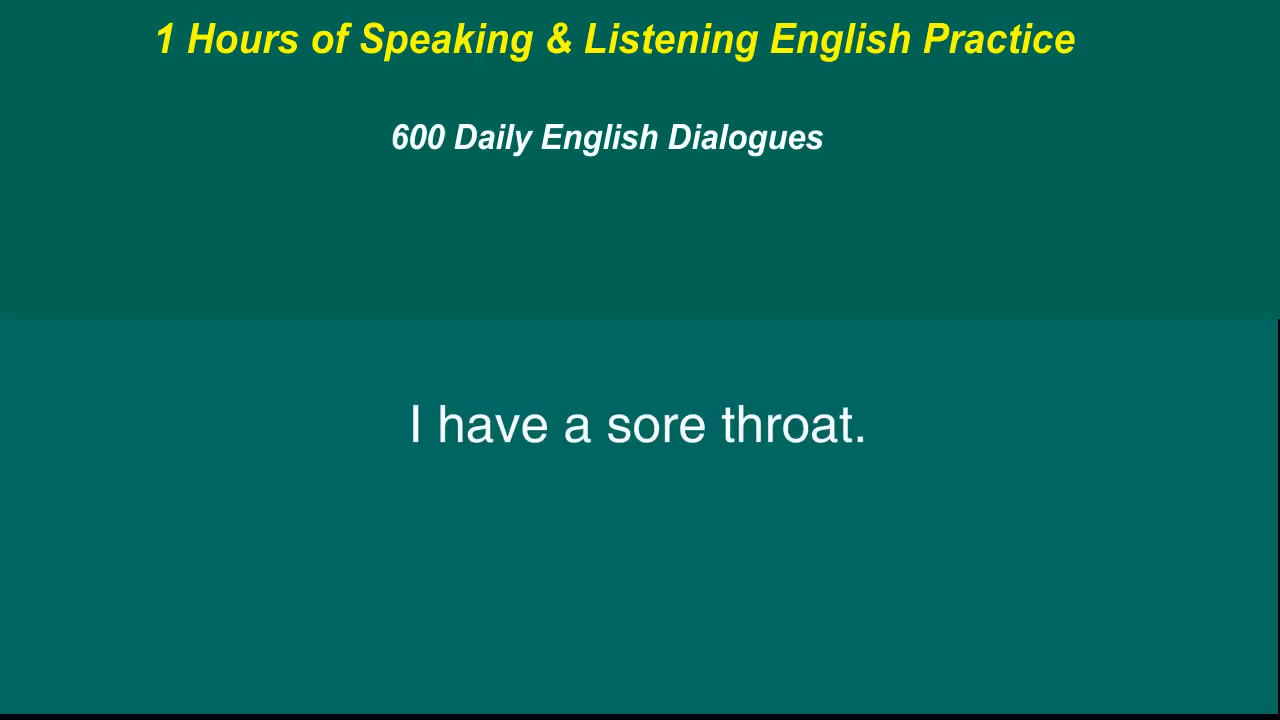 1 Hours of Speaking & Listening English Practice
600 Daily English Dialogues
I have a sore throat.